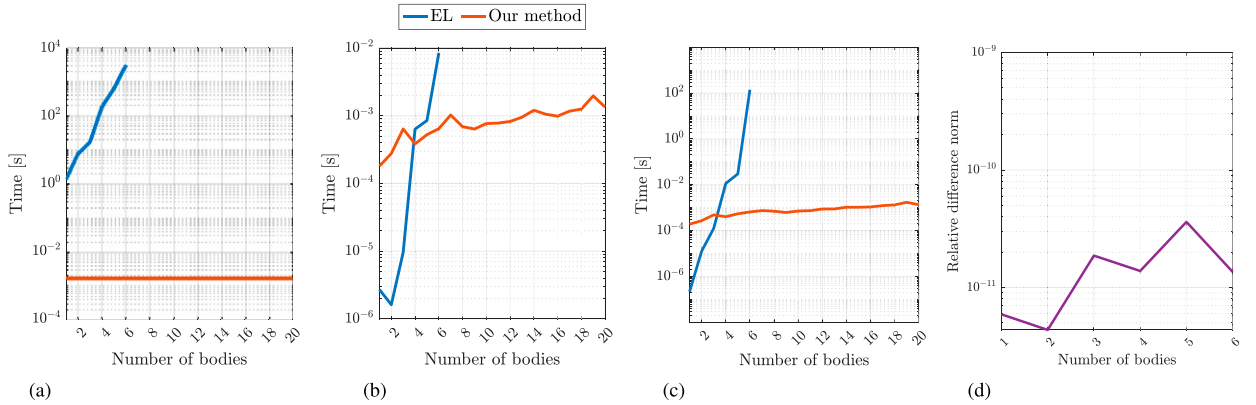 EL Our method
10^4
10^2
10^0
10^-2
10^-4
Time [s]
2 4 6 8 10 12 14 16 18 20
Number of bodies
(a)
10^-2
10^-3
10^-4
10^-5
10^-6
Time [s]
2 4 6 8 10 12 14 16 18 20
Number of bodies
(b)
10^2
10^0
10^-2
10^-4
10^-6
Time [s]
2 4 6 8 10 12 14 16 18 20
Number of bodies
(c)
10^-9
10^-10
10^-11
Relative difference norm
1 2 3 4 5 6
Number of bodies
(d)